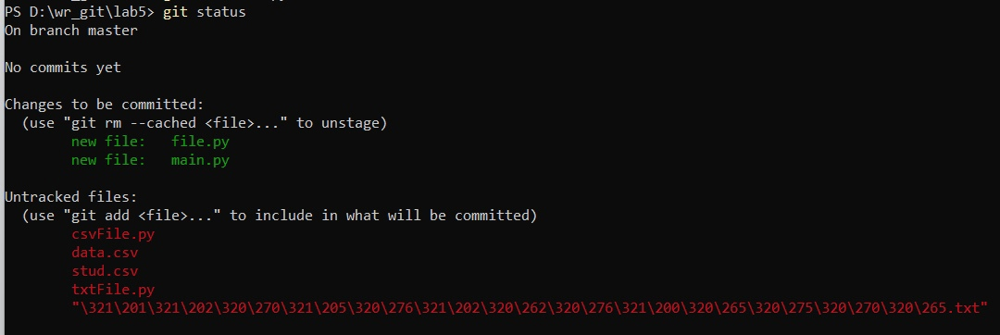 PS D:\wr_git\lab5> git status
On branch master
No commits yet
Changes to be committed:
(use "git rm --cached <file>..." to unstage)
new file: file.py
new file: main.py
Untracked files:
(use "git add <file>..." to include in what will be committed)
csvFile.py
data.csv
stud.csv
txtFile.py
"\321\201\321\202\320\270\321\205\320\276\321\202\320\262\320\276\321\200\320\265\320\275\320\270\320\265.txt"